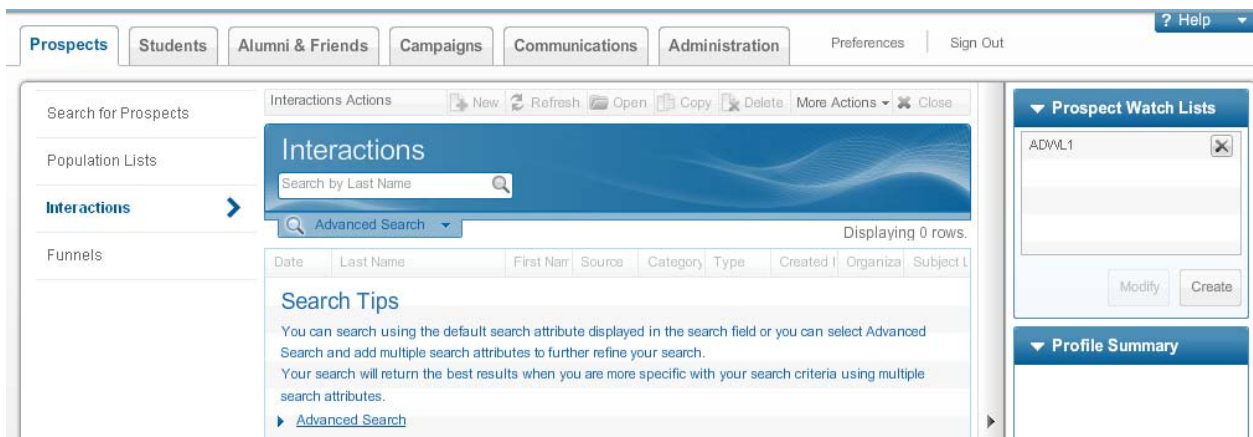 ? Help
Prospects Students Alumni & Friends Campaigns Communications Administration Preferences Sign Out
Search for Prospects
Population Lists
Interactions
Funnels
Interactions Actions New Refresh Open Copy Delete More Actions Close
Interactions
Search by Last Name
Advanced Search
Displaying 0 rows.
Date Last Name First Nam Source Category Type Created Organiza Subject L
Search Tips
You can search using the default search attribute displayed in the search field or you can select Advanced
Search and add multiple search attributes to further refine your search.
Your search will return the best results when you are more specific with your search criteria using multiple
search attributes.
Advanced Search
Prospect Watch Lists
ADWL1
Modify Create
Profile Summary